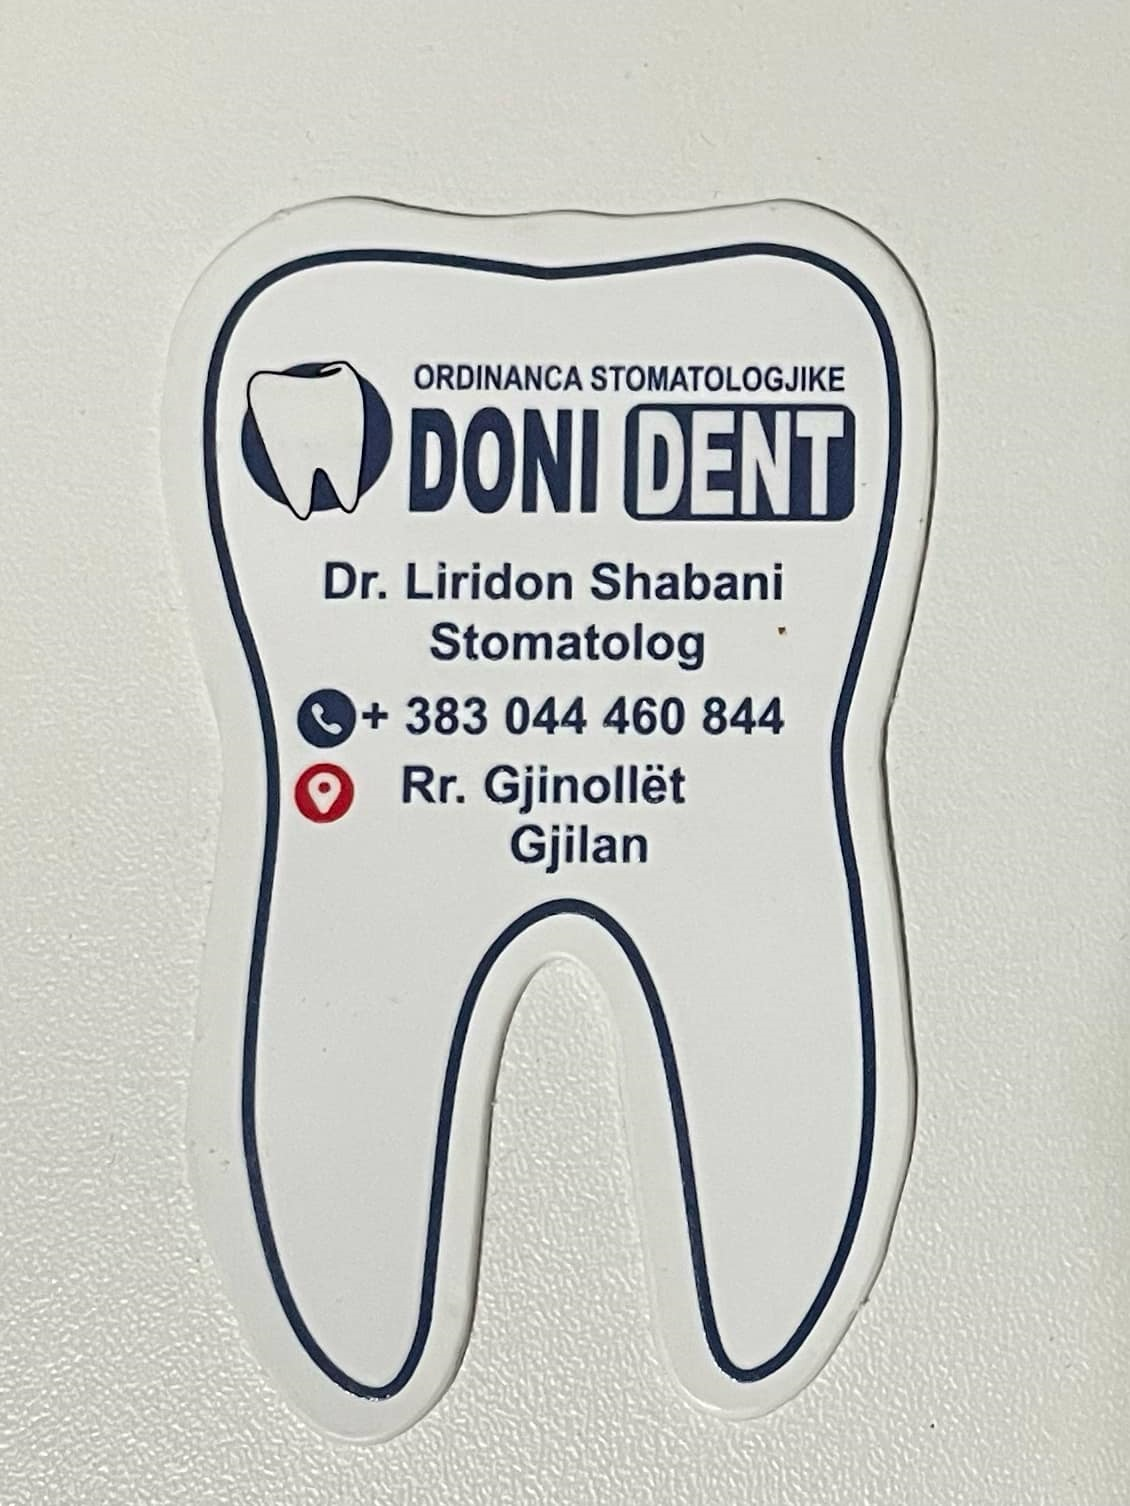 ORDINANCA STOMATOLOGJIKE
DONI DENT
Dr. Liridon Shabani
Stomatolog
+ 383 044 460 844
Rr. Gjinollët
Gjilan